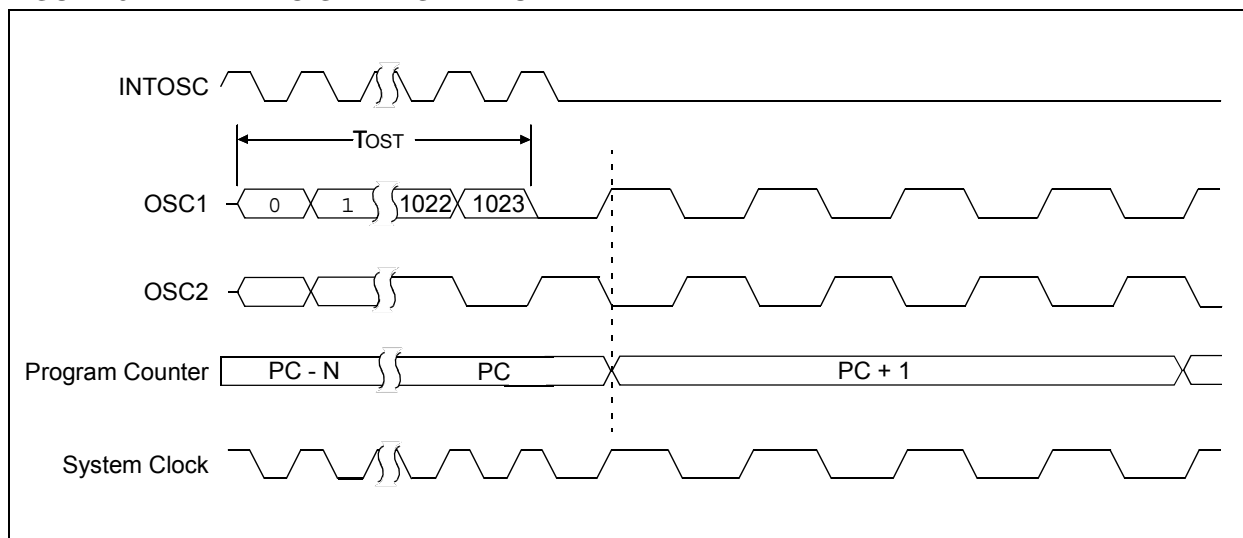 INTOSC
TOST
OSC1
0 1 1022 1023
OSC2
Program Counter
PC - N PC PC + 1
System Clock